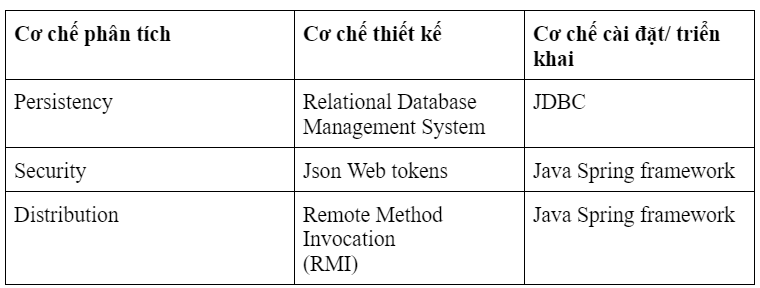 Cơ chế phân tích
Cơ chế thiết kế
Cơ chế cài đặt/ triển
khai
Persistency
Relational Database
Management System
JDBC
Security
Json Web tokens
Java Spring framework
Distribution
Remote Method
Invocation
(RMI)
Java Spring framework